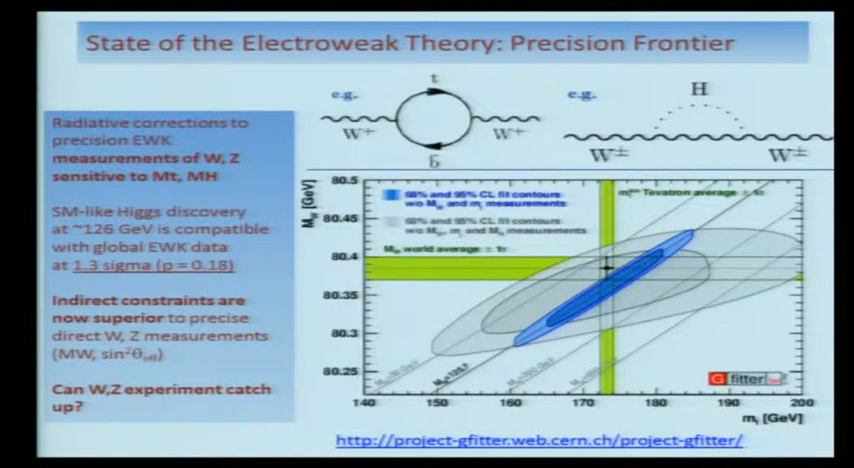 State of the Electroweak Theory: Precision Frontier
e.g.
t
W+
W+
b̄
e.g.
H
W±
W±
Radiative corrections to
precision EWK
measurements of W, Z
sensitive to Mt, MH
SM-like Higgs discovery
at ~126 GeV is compatible
with global EWK data
at 1.3 sigma (p = 0.18)
Indirect constraints are
now superior to precise
direct W, Z measurements
(MW, sin²θeff)
Can W,Z experiment catch
up?
M_W [GeV]
80.5
80.45
80.4
80.35
80.3
80.25
68% and 95% CL fit contours
w/o M_W and m_t measurements
68% and 95% CL fit contours
w/o M_W, m_t and M_H measurements
m_t Tevatron average ± 1σ
M_W world average ± 1σ
G fitter
140 150 160 170 180 190 200
m_t [GeV]
http://project-gfitter.web.cern.ch/project-gfitter/